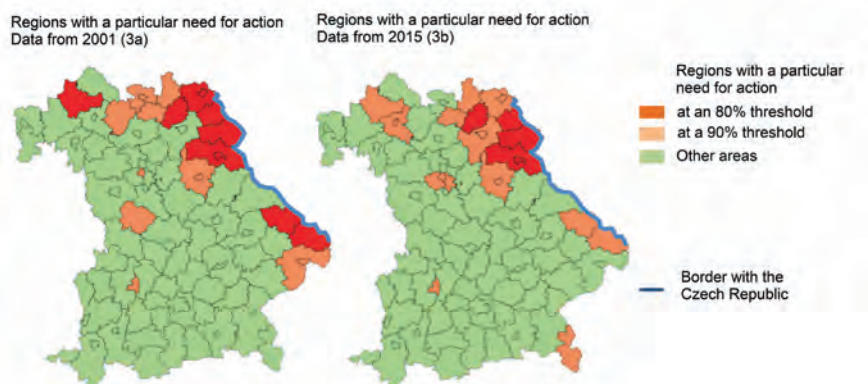 Regions with a particular need for action
Data from 2001 (3a)
Regions with a particular need for action
Data from 2015 (3b)
Regions with a particular
need for action
at an 80% threshold
at a 90% threshold
Other areas
Border with the
Czech Republic